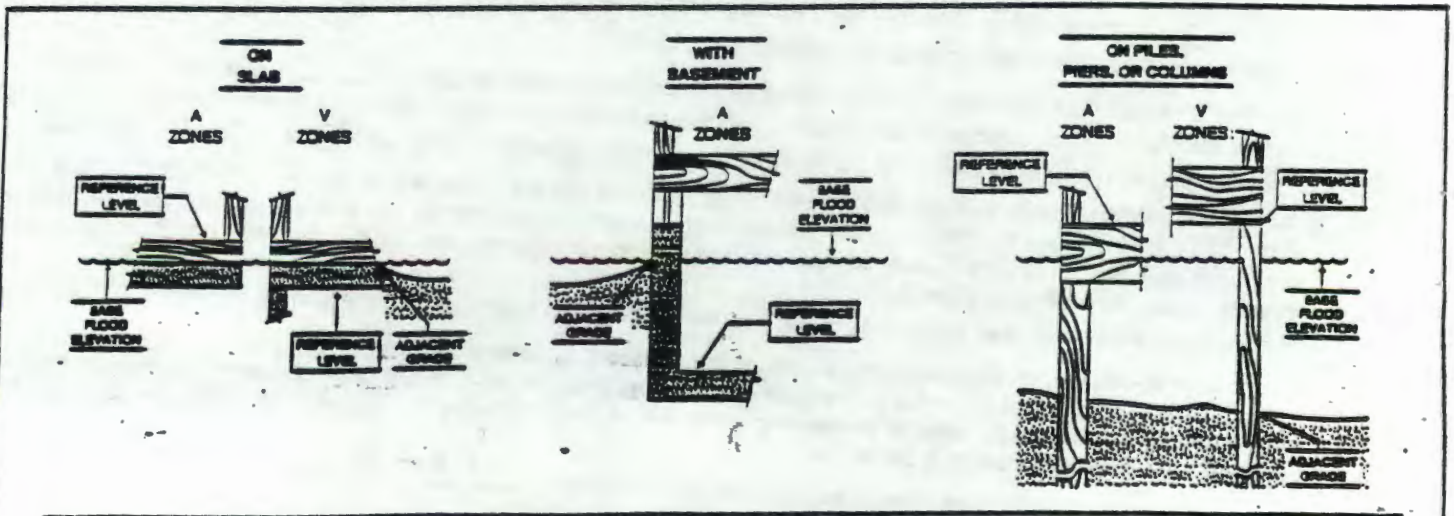 ON
SLAB
A
ZONES
V
ZONES
REFERENCE
LEVEL
BASE
FLOOD
ELEVATION
REFERENCE
LEVEL
ADJACENT
GRADE
WITH
BASEMENT
A
ZONES
BASE
FLOOD
ELEVATION
ADJACENT
GRADE
REFERENCE
LEVEL
ON PILES,
PIERS, OR COLUMNS
A
ZONES
V
ZONES
REFERENCE
LEVEL
REFERENCE
LEVEL
BASE
FLOOD
ELEVATION
ADJACENT
GRADE